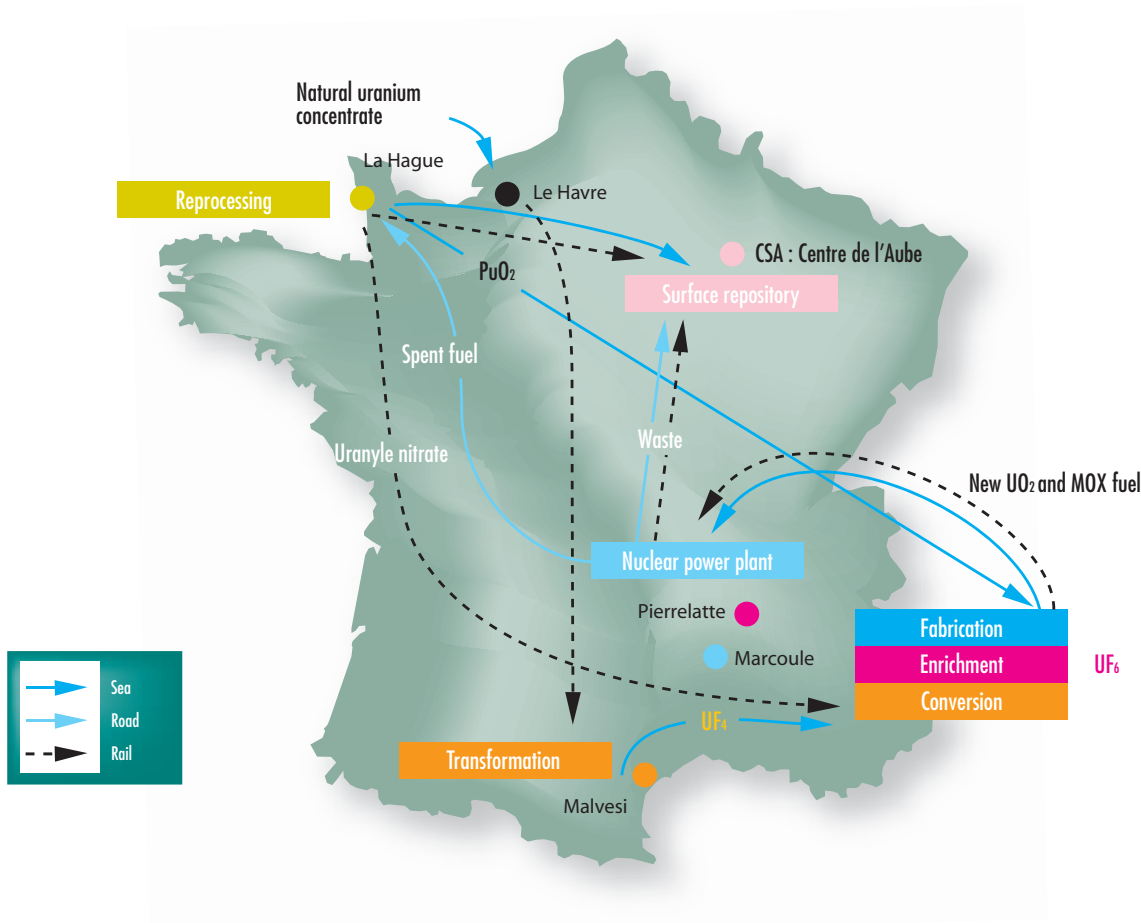 Natural uranium
concentrate
La Hague
Reprocessing
Le Havre
CSA : Centre de l'Aube
PuO₂
Surface repository
Spent fuel
Waste
Uranyle nitrate
New UO₂ and MOX fuel
Nuclear power plant
Pierrelatte
Fabrication
Marcoule
Enrichment
UF₆
Conversion
Sea
Road
UF₄
Rail
Transformation
Malvesi